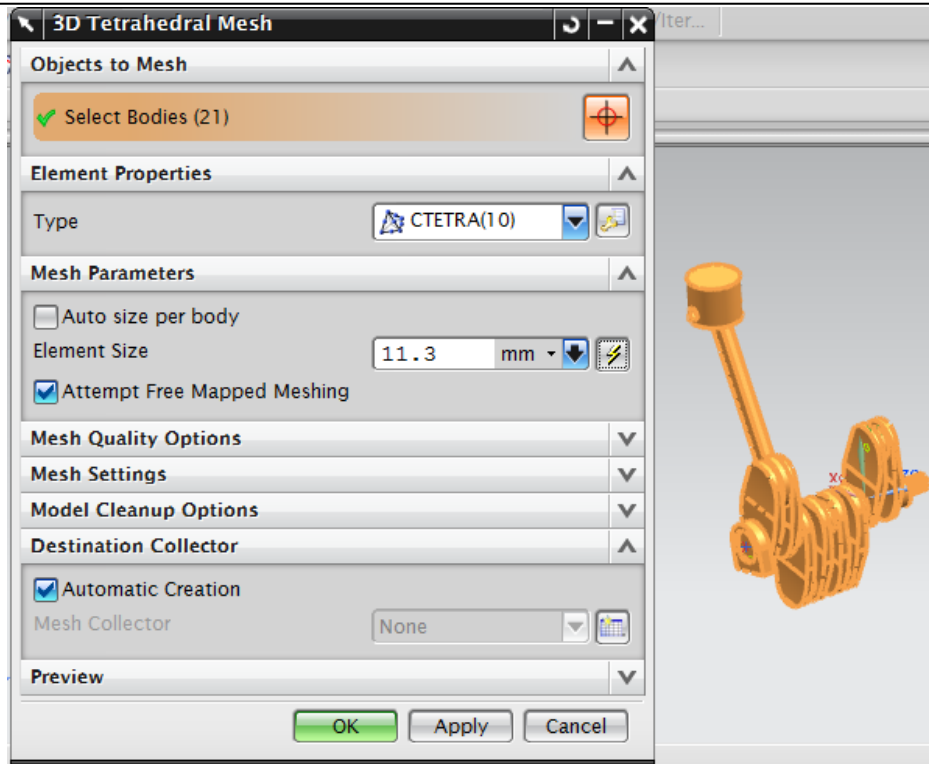 3D Tetrahedral Mesh
/Iter...
Objects to Mesh
Select Bodies (21)
Element Properties
Type
CTETRA(10)
Mesh Parameters
Auto size per body
Element Size
11.3 mm
Attempt Free Mapped Meshing
Mesh Quality Options
Mesh Settings
Model Cleanup Options
Destination Collector
Automatic Creation
Mesh Collector
None
Preview
OK Apply Cancel